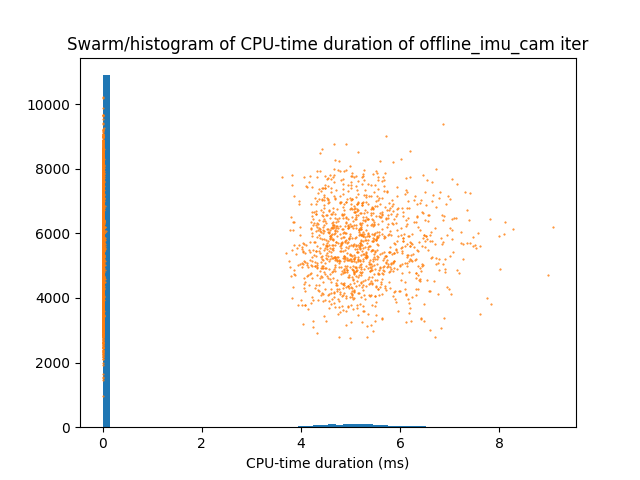 Swarm/histogram of CPU-time duration of offline_imu_cam iter
10000
8000
6000
4000
2000
0
0 2 4 6 8
CPU-time duration (ms)